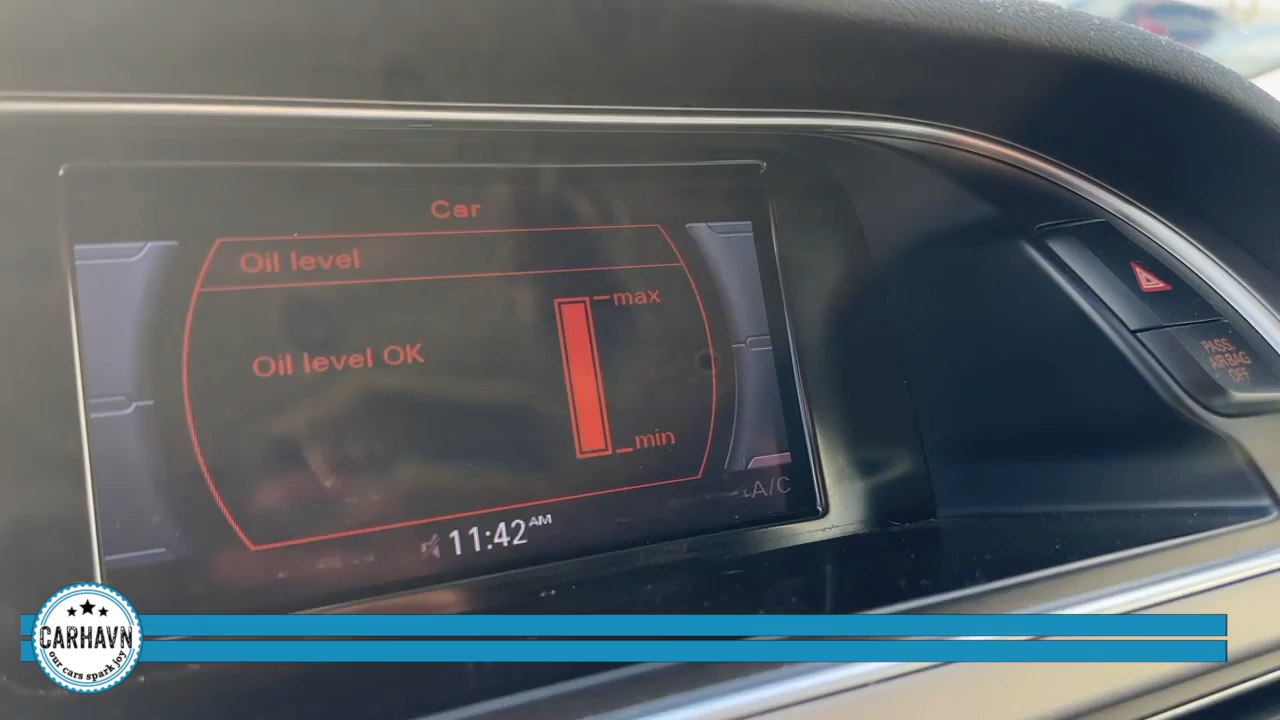 Car
Oil level
max
Oil level OK
min
A/C
11:42 AM
PASS
AIRBAG
OFF
CARHAVN
our cars spark joy